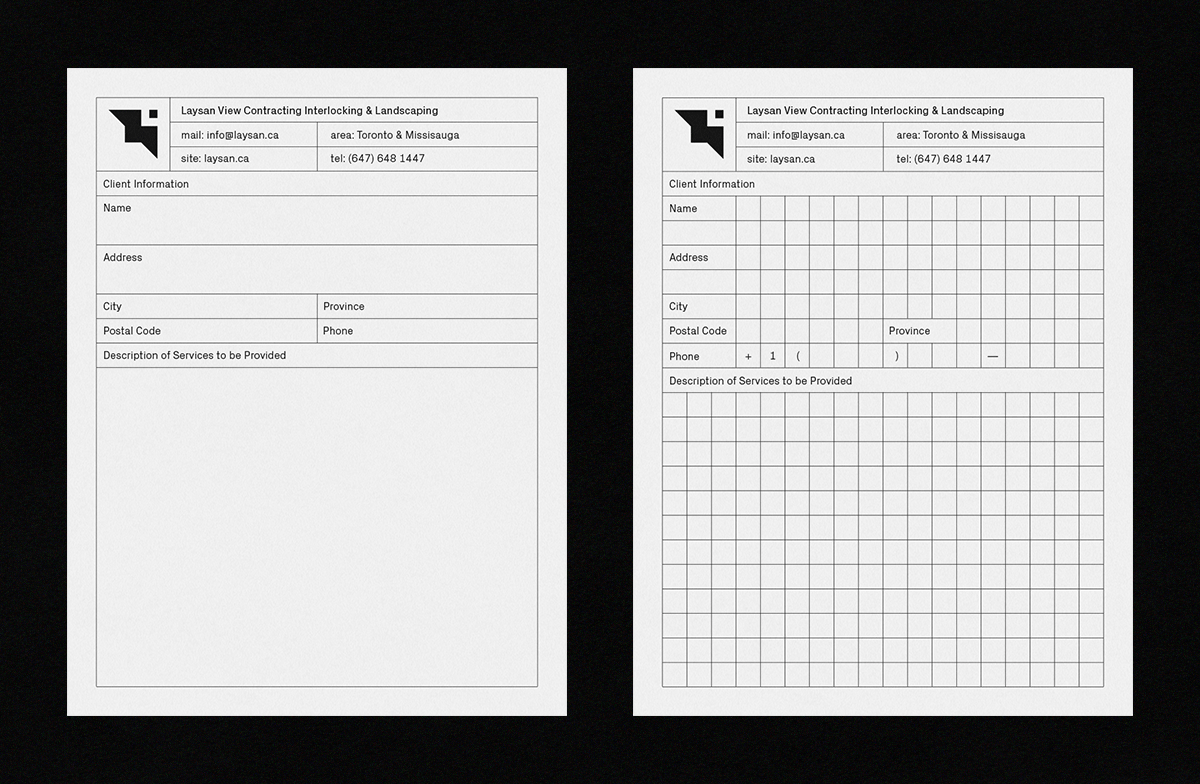 Laysan View Contracting Interlocking & Landscaping
mail: info@laysan.ca area: Toronto & Missisauga
site: laysan.ca tel: (647) 648 1447
Client Information
Name
Address
City Province
Postal Code Phone
Description of Services to be Provided
Laysan View Contracting Interlocking & Landscaping
mail: info@laysan.ca area: Toronto & Missisauga
site: laysan.ca tel: (647) 648 1447
Client Information
Name
Address
City
Postal Code Province
Phone + 1 ( ) —
Description of Services to be Provided